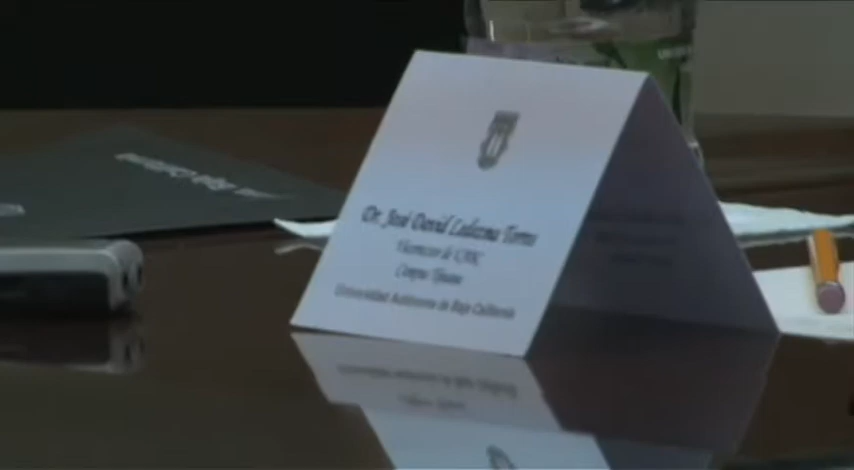 Dr. José David Ledezma Torres
Vicerrector de UABC
Campus Tijuana
Universidad Autónoma de Baja California